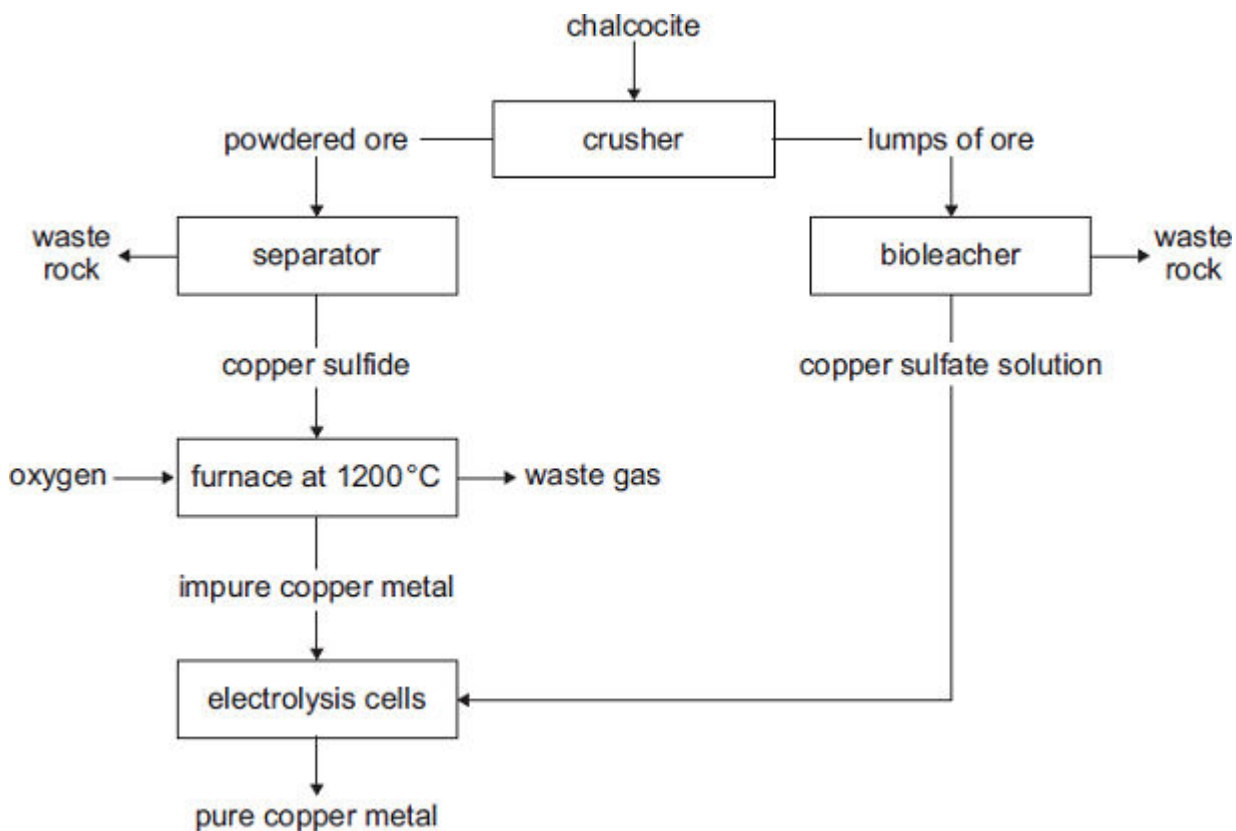 chalcocite
powdered ore
crusher
lumps of ore
waste
rock
separator
bioleacher
waste
rock
copper sulfide
copper sulfate solution
oxygen
furnace at 1200°C
waste gas
impure copper metal
electrolysis cells
pure copper metal